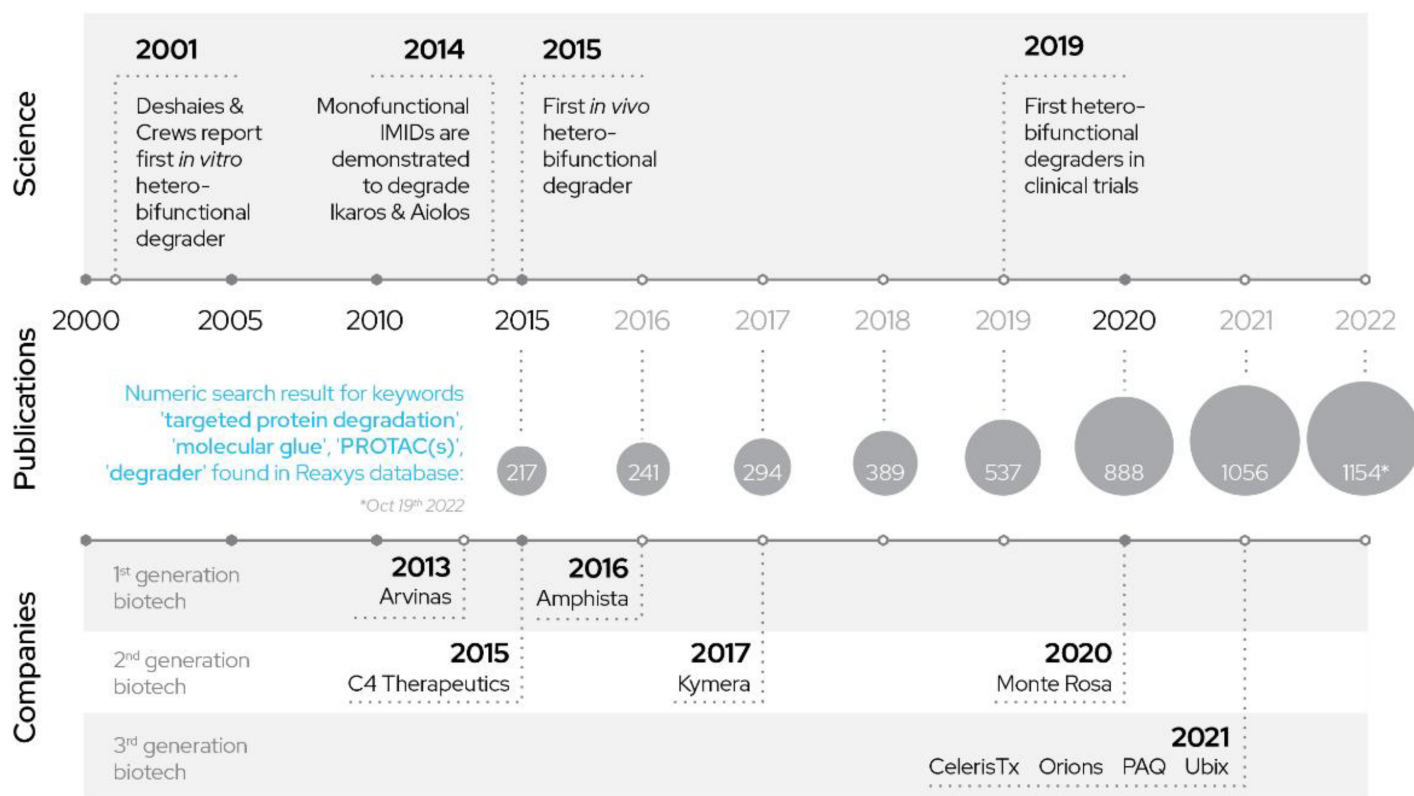 Science
2001
Deshaies &
Crews report
first in vitro
hetero-
bifunctional
degrader
2014
Monofunctional
IMIDs are
demonstrated
to degrade
Ikaros & Aiolos
2015
First in vivo
hetero-
bifunctional
degrader
2019
First hetero-
bifunctional
degraders in
clinical trials
2000 2005 2010 2015 2016 2017 2018 2019 2020 2021 2022
Publications
Numeric search result for keywords
'targeted protein degradation',
'molecular glue', 'PROTAC(s)',
'degrader' found in Reaxys database:
*Oct 19th 2022
217 241 294 389 537 888 1056 1154*
Companies
1st generation
biotech
2013
Arvinas
2016
Amphista
2nd generation
biotech
2015
C4 Therapeutics
2017
Kymera
2020
Monte Rosa
3rd generation
biotech
2021
CelerisTx Orions PAQ Ubix